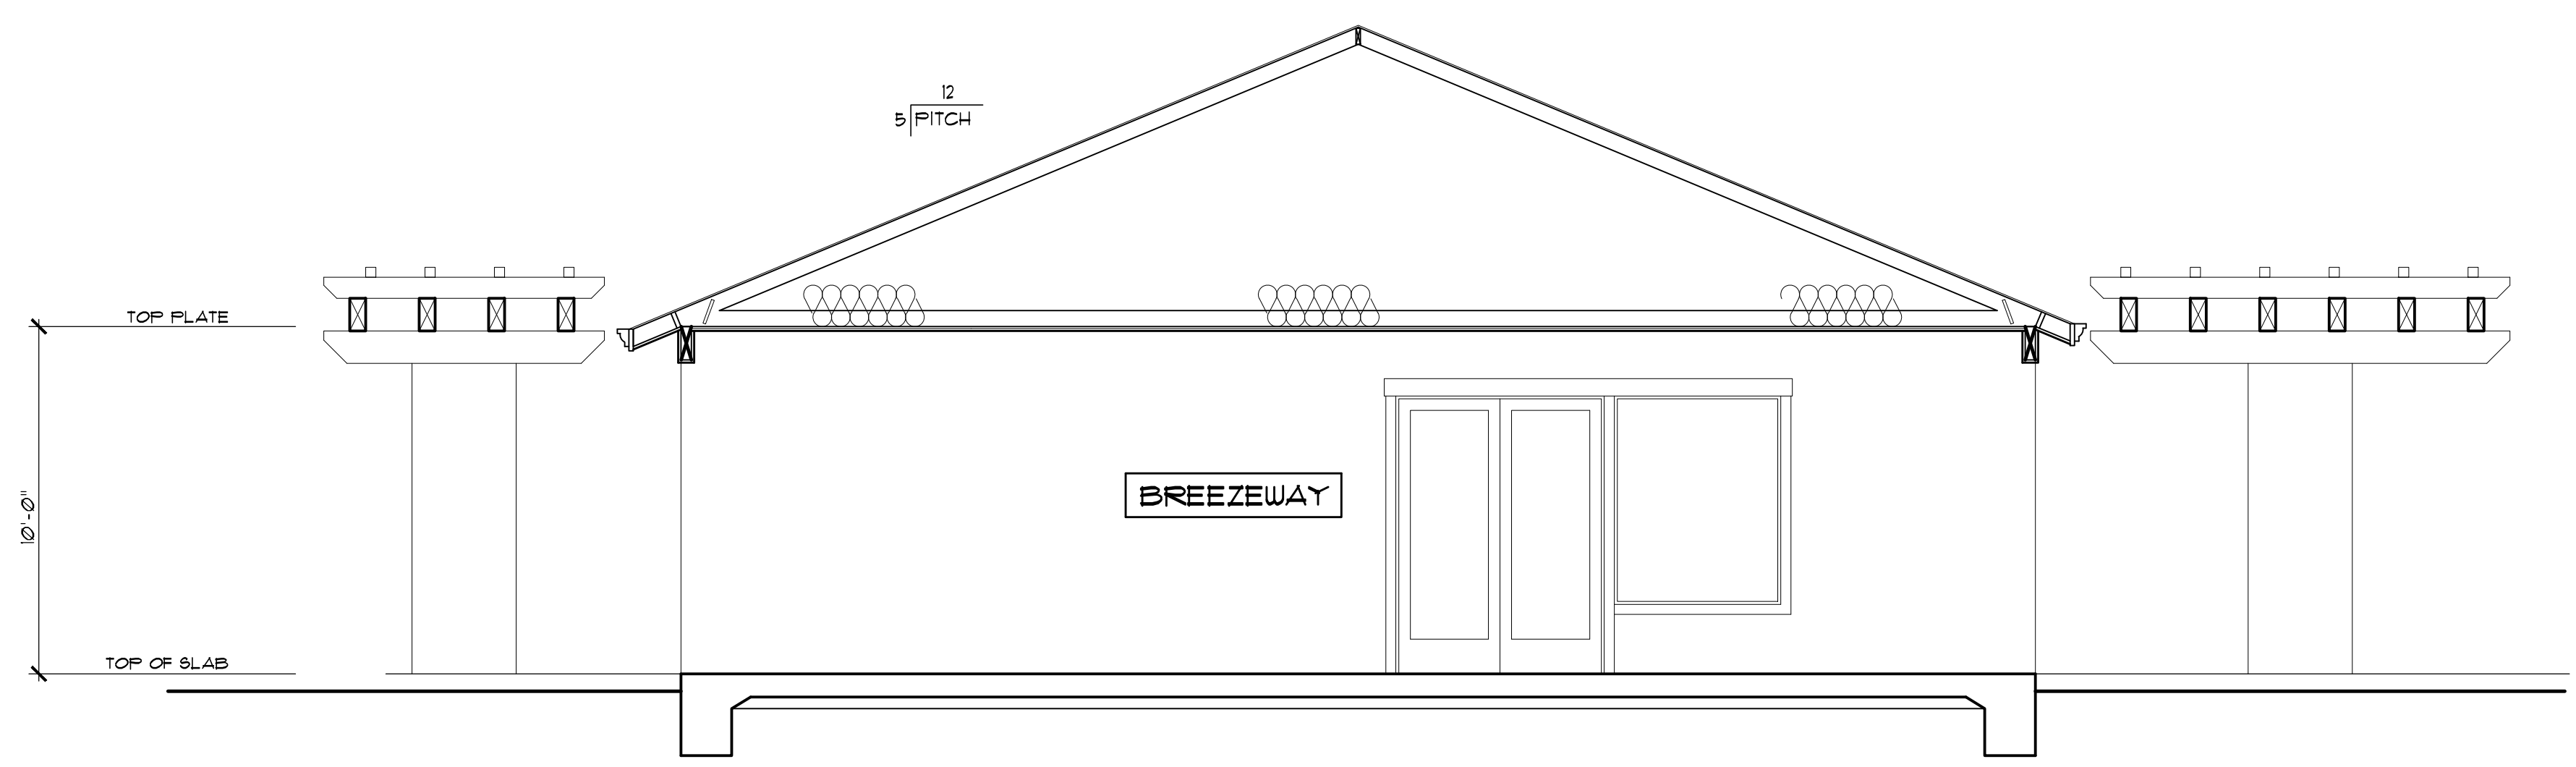 12
5 PITCH
TOP PLATE
10'-0"
BREEZEWAY
TOP OF SLAB